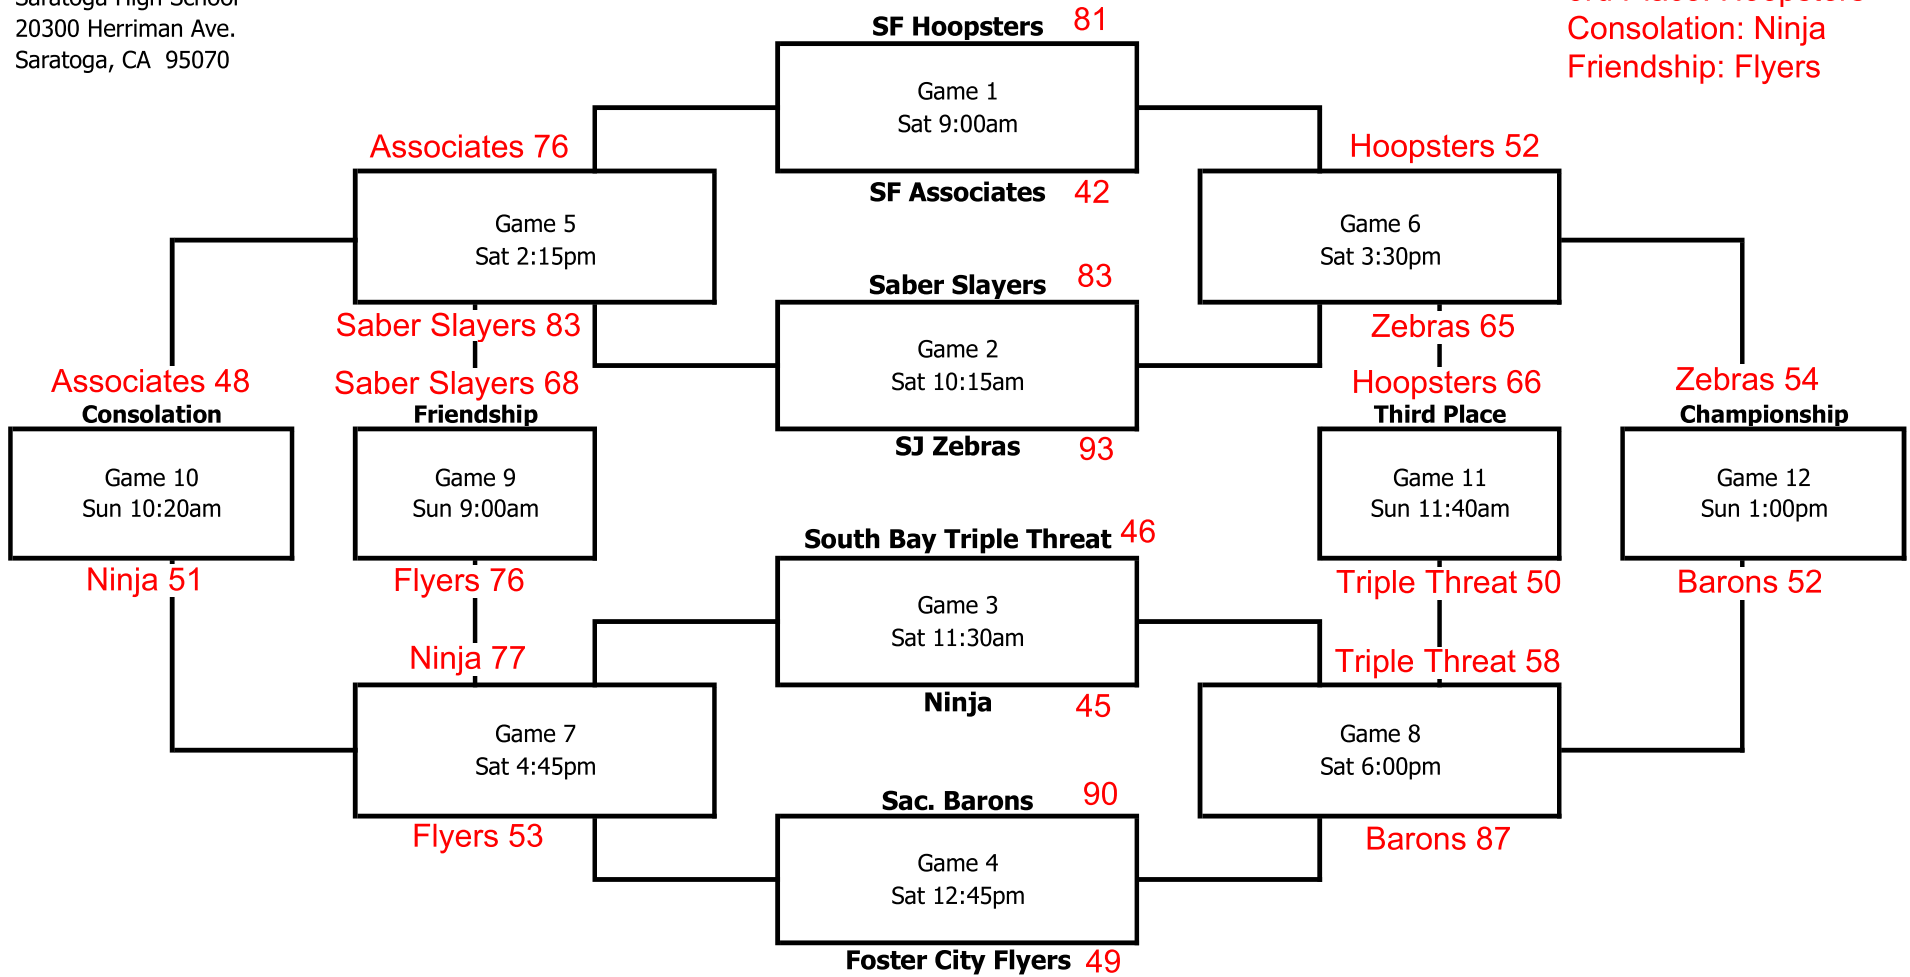 Saratoga High School
20300 Herriman Ave.
Saratoga, CA 95070
3rd Place: Hoopsters
Consolation: Ninja
Friendship: Flyers
SF Hoopsters 81
Game 1
Sat 9:00am
SF Associates 42
Associates 76
Game 5
Sat 2:15pm
Saber Slayers 83
Hoopsters 52
Game 6
Sat 3:30pm
Zebras 65
Saber Slayers 83
Game 2
Sat 10:15am
SJ Zebras 93
Associates 48
Consolation
Game 10
Sun 10:20am
Ninja 51
Saber Slayers 68
Friendship
Game 9
Sun 9:00am
Flyers 76
Hoopsters 66
Third Place
Game 11
Sun 11:40am
Triple Threat 50
Zebras 54
Championship
Game 12
Sun 1:00pm
Barons 52
South Bay Triple Threat 46
Game 3
Sat 11:30am
Ninja 45
Ninja 77
Game 7
Sat 4:45pm
Flyers 53
Triple Threat 58
Game 8
Sat 6:00pm
Barons 87
Sac. Barons 90
Game 4
Sat 12:45pm
Foster City Flyers 49